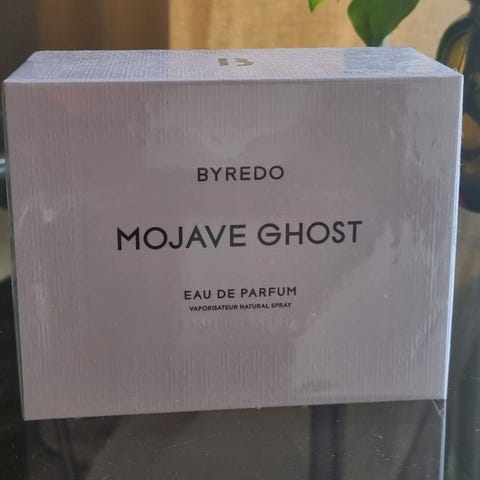 BYREDO
MOJAVE GHOST
EAU DE PARFUM
VAPORISATEUR NATURAL SPRAY